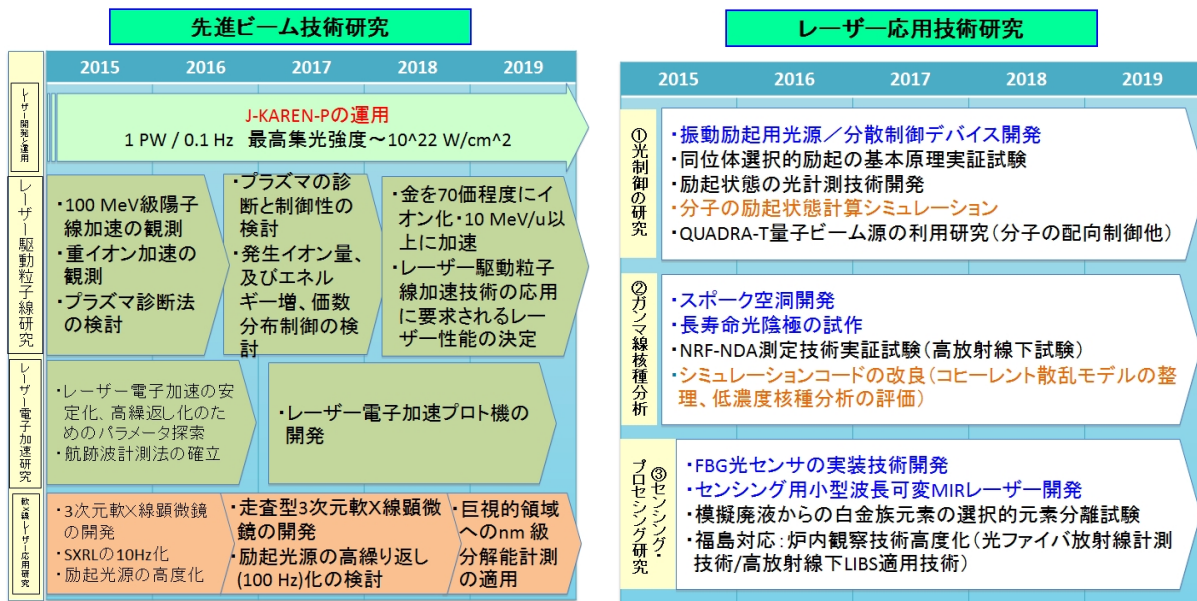 先進ビーム技術研究
2015 2016 2017 2018 2019
レーザー開発と運用
J-KAREN-Pの運用
1 PW / 0.1 Hz 最高集光強度～10^22 W/cm^2
レーザー駆動粒子線研究
・100 MeV級陽子
線加速の観測
・重イオン加速の
観測
・プラズマ診断法
の検討
・プラズマの診
断と制御性の
検討
・発生イオン量、
及びエネル
ギー増、価数
分布制御の検
討
・金を70価程度にイ
オン化・10 MeV/u以
上に加速
・レーザー駆動粒子
線加速技術の応用
に要求されるレー
ザー性能の決定
レーザー電子加速研究
・レーザー電子加速の安
定化、高繰返し化のた
めのパラメータ探索
・航跡波計測法の確立
・レーザー電子加速プロト機の
開発
軟X線レーザー応用研究
・3次元軟X線顕微鏡
の開発
・SXRLの10Hz化
・励起光源の高度化
・走査型3次元軟X線顕微
鏡の開発
・励起光源の高繰り返し
(100 Hz)化の検討
・巨視的領域
へのnm 級
分解能計測
の適用
レーザー応用技術研究
2015 2016 2017 2018 2019
①光制御の研究
・振動励起用光源／分散制御デバイス開発
・同位体選択的励起の基本原理実証試験
・励起状態の光計測技術開発
・分子の励起状態計算シミュレーション
・QUADRA-T量子ビーム源の利用研究（分子の配向制御他）
②ガンマ線核種分析
・スポーク空洞開発
・長寿命光陰極の試作
・NRF-NDA測定技術実証試験（高放射線下試験）
・シミュレーションコードの改良（コヒーレント散乱モデルの整
理、低濃度核種分析の評価）
③センシング・
プロセシング研究
・FBG光センサの実装技術開発
・センシング用小型波長可変MIRレーザー開発
・模擬廃液からの白金族元素の選択的元素分離試験
・福島対応：炉内観察技術高度化（光ファイバ放射線計測
技術/高放射線下LIBS適用技術）